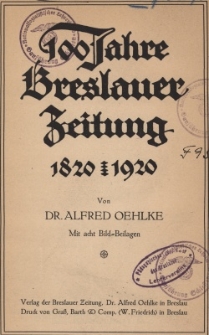 100 Jahre
Breslauer
Zeitung
1820 1920
Von
DR. ALFRED OEHLKE
Mit acht Bild-Beilagen
Verlag der Breslauer Zeitung, Dr. Alfred Oehlke in Breslau
Druck von Graß, Barth & Comp. (W. Friedrich) in Breslau